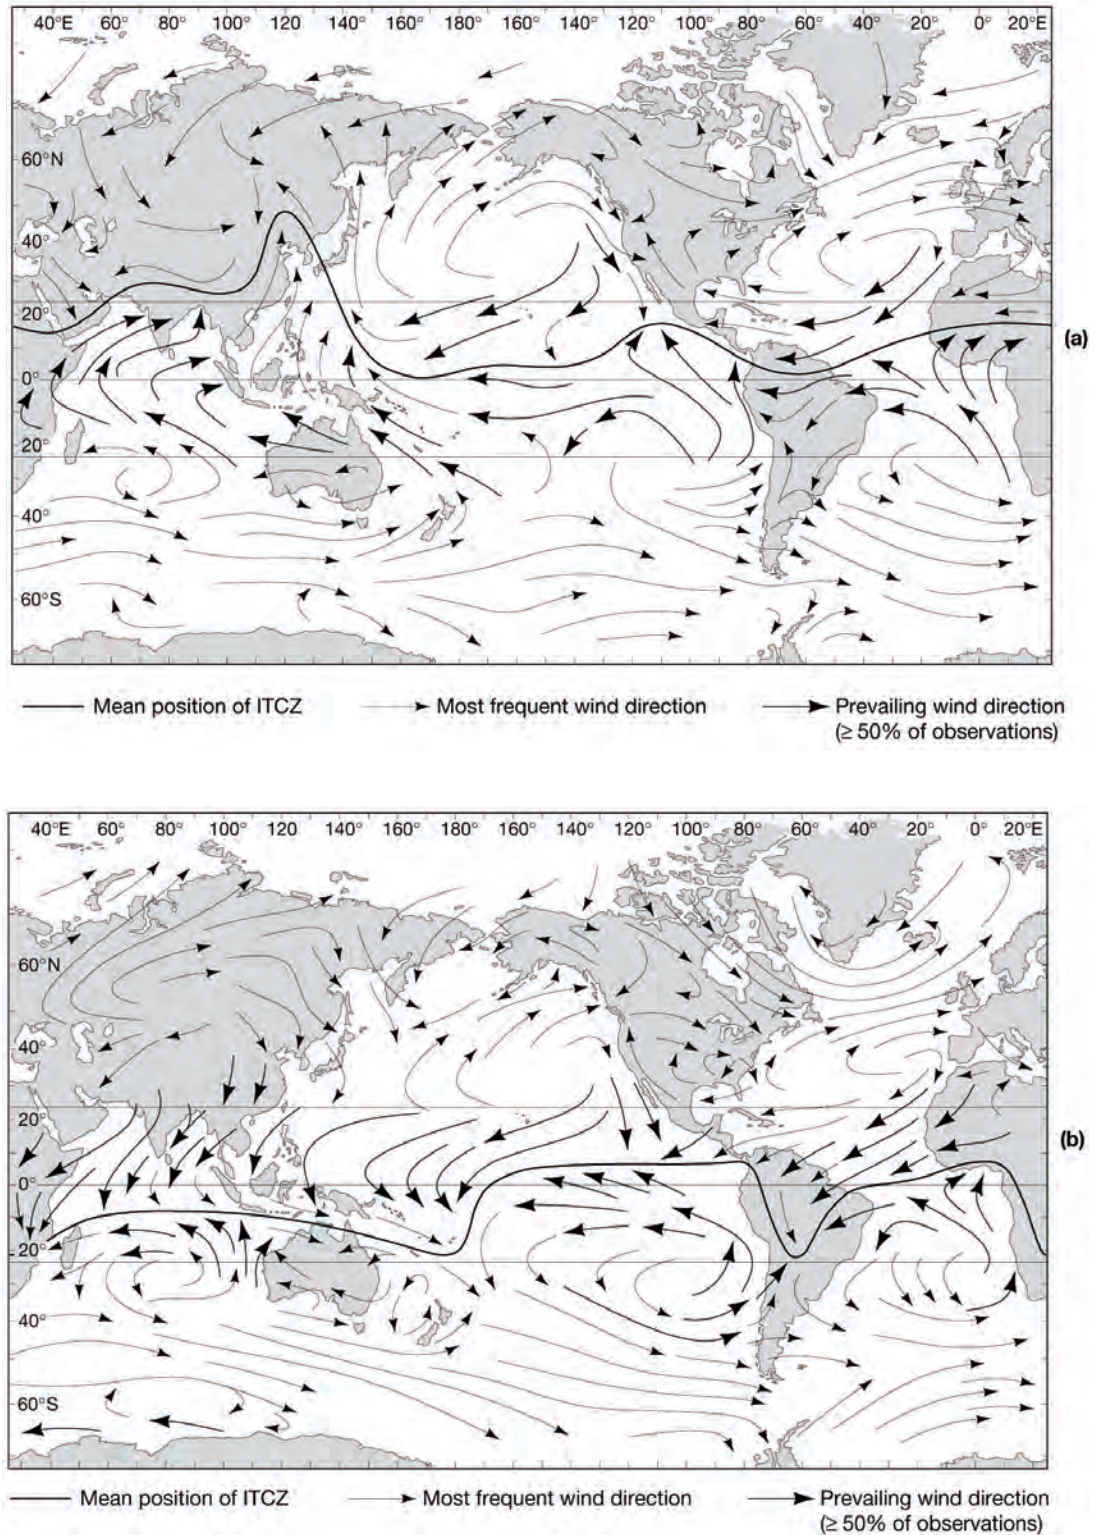 40°E 60° 80° 100° 120° 140° 160° 180° 160° 140° 120° 100° 80° 60° 40° 20° 0° 20°E
60°N
40°
20°
0°
20°
40°
60°S
(a)
Mean position of ITCZ
Most frequent wind direction
Prevailing wind direction
(≥ 50% of observations)
40°E 60° 80° 100° 120° 140° 160° 180° 160° 140° 120° 100° 80° 60° 40° 20° 0° 20°E
60°N
40°
20°
0°
20°
40°
60°S
(b)
Mean position of ITCZ
Most frequent wind direction
Prevailing wind direction
(≥ 50% of observations)